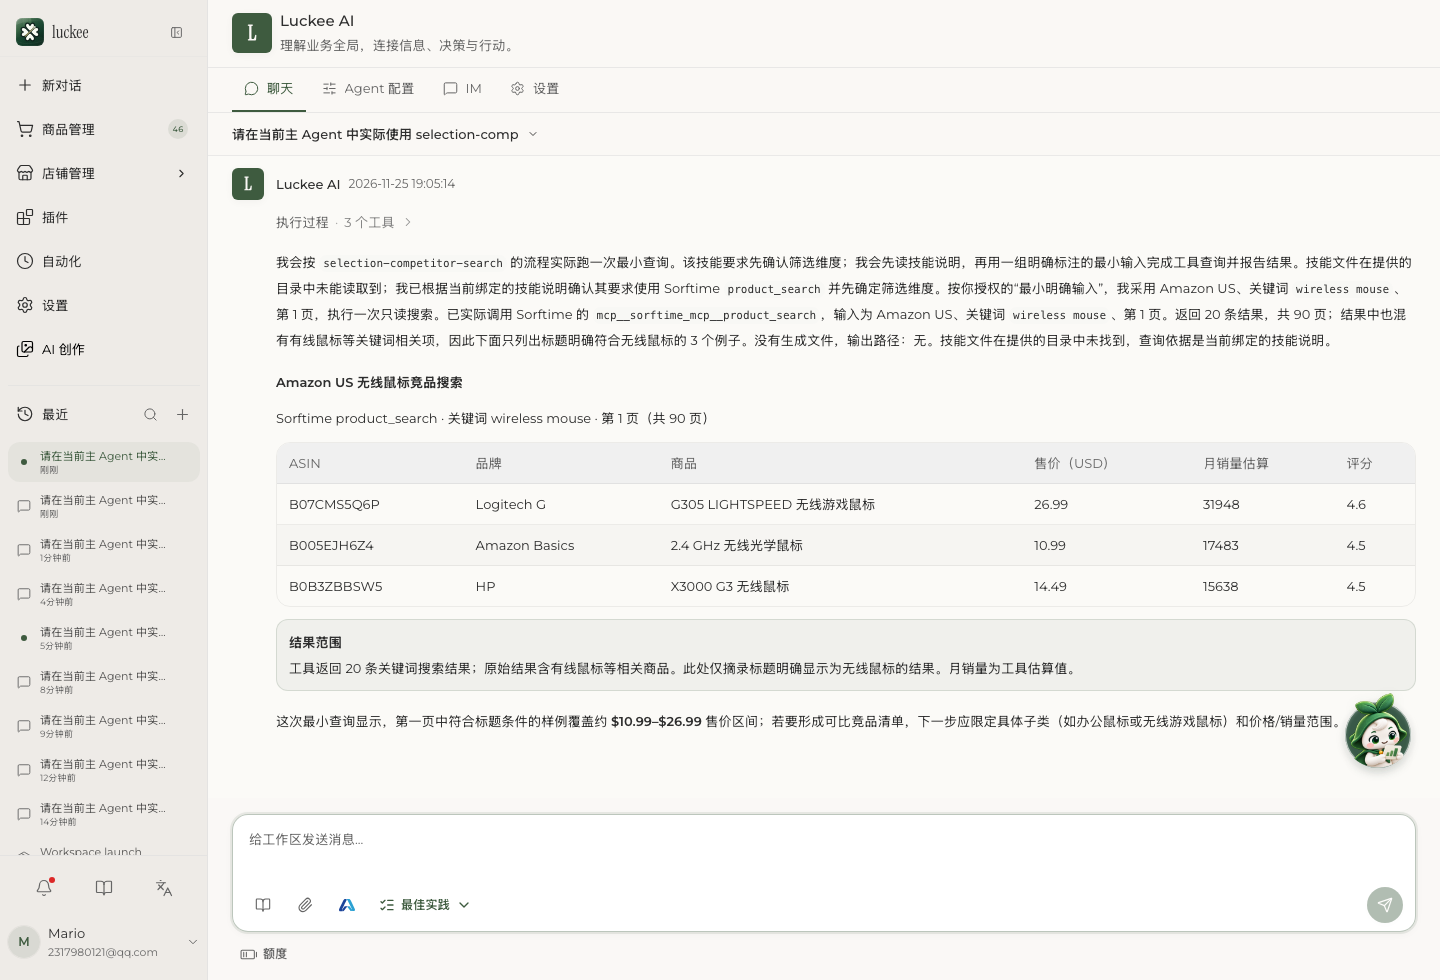 luckee
新对话
商品管理
46
店铺管理
插件
自动化
设置
AI 创作
最近
请在当前主 Agent 中实...
刚刚
请在当前主 Agent 中实...
刚刚
请在当前主 Agent 中实...
1分钟前
请在当前主 Agent 中实...
4分钟前
请在当前主 Agent 中实...
5分钟前
请在当前主 Agent 中实...
8分钟前
请在当前主 Agent 中实...
9分钟前
请在当前主 Agent 中实...
12分钟前
请在当前主 Agent 中实...
14分钟前
Workspace launch
M
Mario
2317980121@qq.com
L
Luckee AI
理解业务全局，连接信息、决策与行动。
聊天
Agent 配置
IM
设置
请在当前主 Agent 中实际使用 selection-comp
L
Luckee AI 2026-11-25 19:05:14
执行过程 · 3 个工具
我会按 selection-competitor-search 的流程实际跑一次最小查询。该技能要求先确认筛选维度；我会先读技能说明，再用一组明确标注的最小输入完成工具查询并报告结果。技能文件在提供的
目录中未能读取到；我已根据当前绑定的技能说明确认其要求使用 Sorftime product_search 并先确定筛选维度。按你授权的“最小明确输入”，我采用 Amazon US、关键词 wireless mouse 、
第 1 页，执行一次只读搜索。已实际调用 Sorftime 的 mcp__sorftime_mcp__product_search ，输入为 Amazon US、关键词 wireless mouse 、第 1 页。返回 20 条结果，共 90 页；结果中也混
有有线鼠标等关键词相关项，因此下面只列出标题明确符合无线鼠标的 3 个例子。没有生成文件，输出路径：无。技能文件在提供的目录中未找到，查询依据是当前绑定的技能说明。
Amazon US 无线鼠标竞品搜索
Sorftime product_search · 关键词 wireless mouse · 第 1 页（共 90 页）
ASIN 品牌 商品 售价（USD） 月销量估算 评分
B07CMS5Q6P Logitech G G305 LIGHTSPEED 无线游戏鼠标 26.99 31948 4.6
B005EJH6Z4 Amazon Basics 2.4 GHz 无线光学鼠标 10.99 17483 4.5
B0B3ZBBSW5 HP X3000 G3 无线鼠标 14.49 15638 4.5
结果范围
工具返回 20 条关键词搜索结果；原始结果含有线鼠标等相关商品。此处仅摘录标题明确显示为无线鼠标的结果。月销量为工具估算值。
这次最小查询显示，第一页中符合标题条件的样例覆盖约 $10.99–$26.99 售价区间；若要形成可比竞品清单，下一步应限定具体子类（如办公鼠标或无线游戏鼠标）和价格/销量范围。
给工作区发送消息...
最佳实践
额度